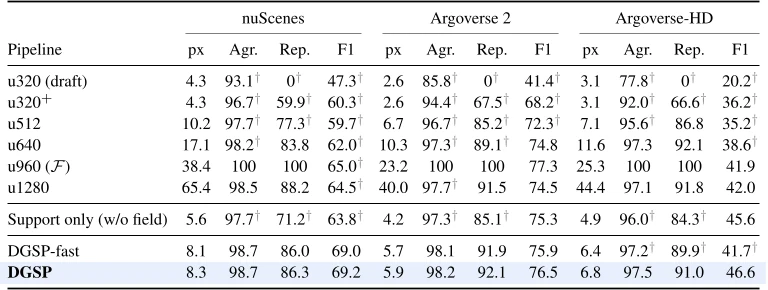 nuScenes Argoverse 2 Argoverse-HD
Pipeline px Agr. Rep. F1 px Agr. Rep. F1 px Agr. Rep. F1
u320 (draft) 4.3 93.1† 0† 47.3† 2.6 85.8† 0† 41.4† 3.1 77.8† 0† 20.2†
u320⁺ 4.3 96.7† 59.9† 60.3† 2.6 94.4† 67.5† 68.2† 3.1 92.0† 66.6† 36.2†
u512 10.2 97.7† 77.3† 59.7† 6.7 96.7† 85.2† 72.3† 7.1 95.6† 86.8 35.2†
u640 17.1 98.2† 83.8 62.0† 10.3 97.3† 89.1† 74.8 11.6 97.3 92.1 38.6†
u960 (ℱ) 38.4 100 100 65.0† 23.2 100 100 77.3 25.3 100 100 41.9
u1280 65.4 98.5 88.2 64.5† 40.0 97.7† 91.5 74.5 44.4 97.1 91.8 42.0
Support only (w/o field) 5.6 97.7† 71.2† 63.8† 4.2 97.3† 85.1† 75.3 4.9 96.0† 84.3† 45.6
DGSP-fast 8.1 98.7 86.0 69.0 5.7 98.1 91.9 75.9 6.4 97.2† 89.9† 41.7†
DGSP 8.3 98.7 86.3 69.2 5.9 98.2 92.1 76.5 6.8 97.5 91.0 46.6